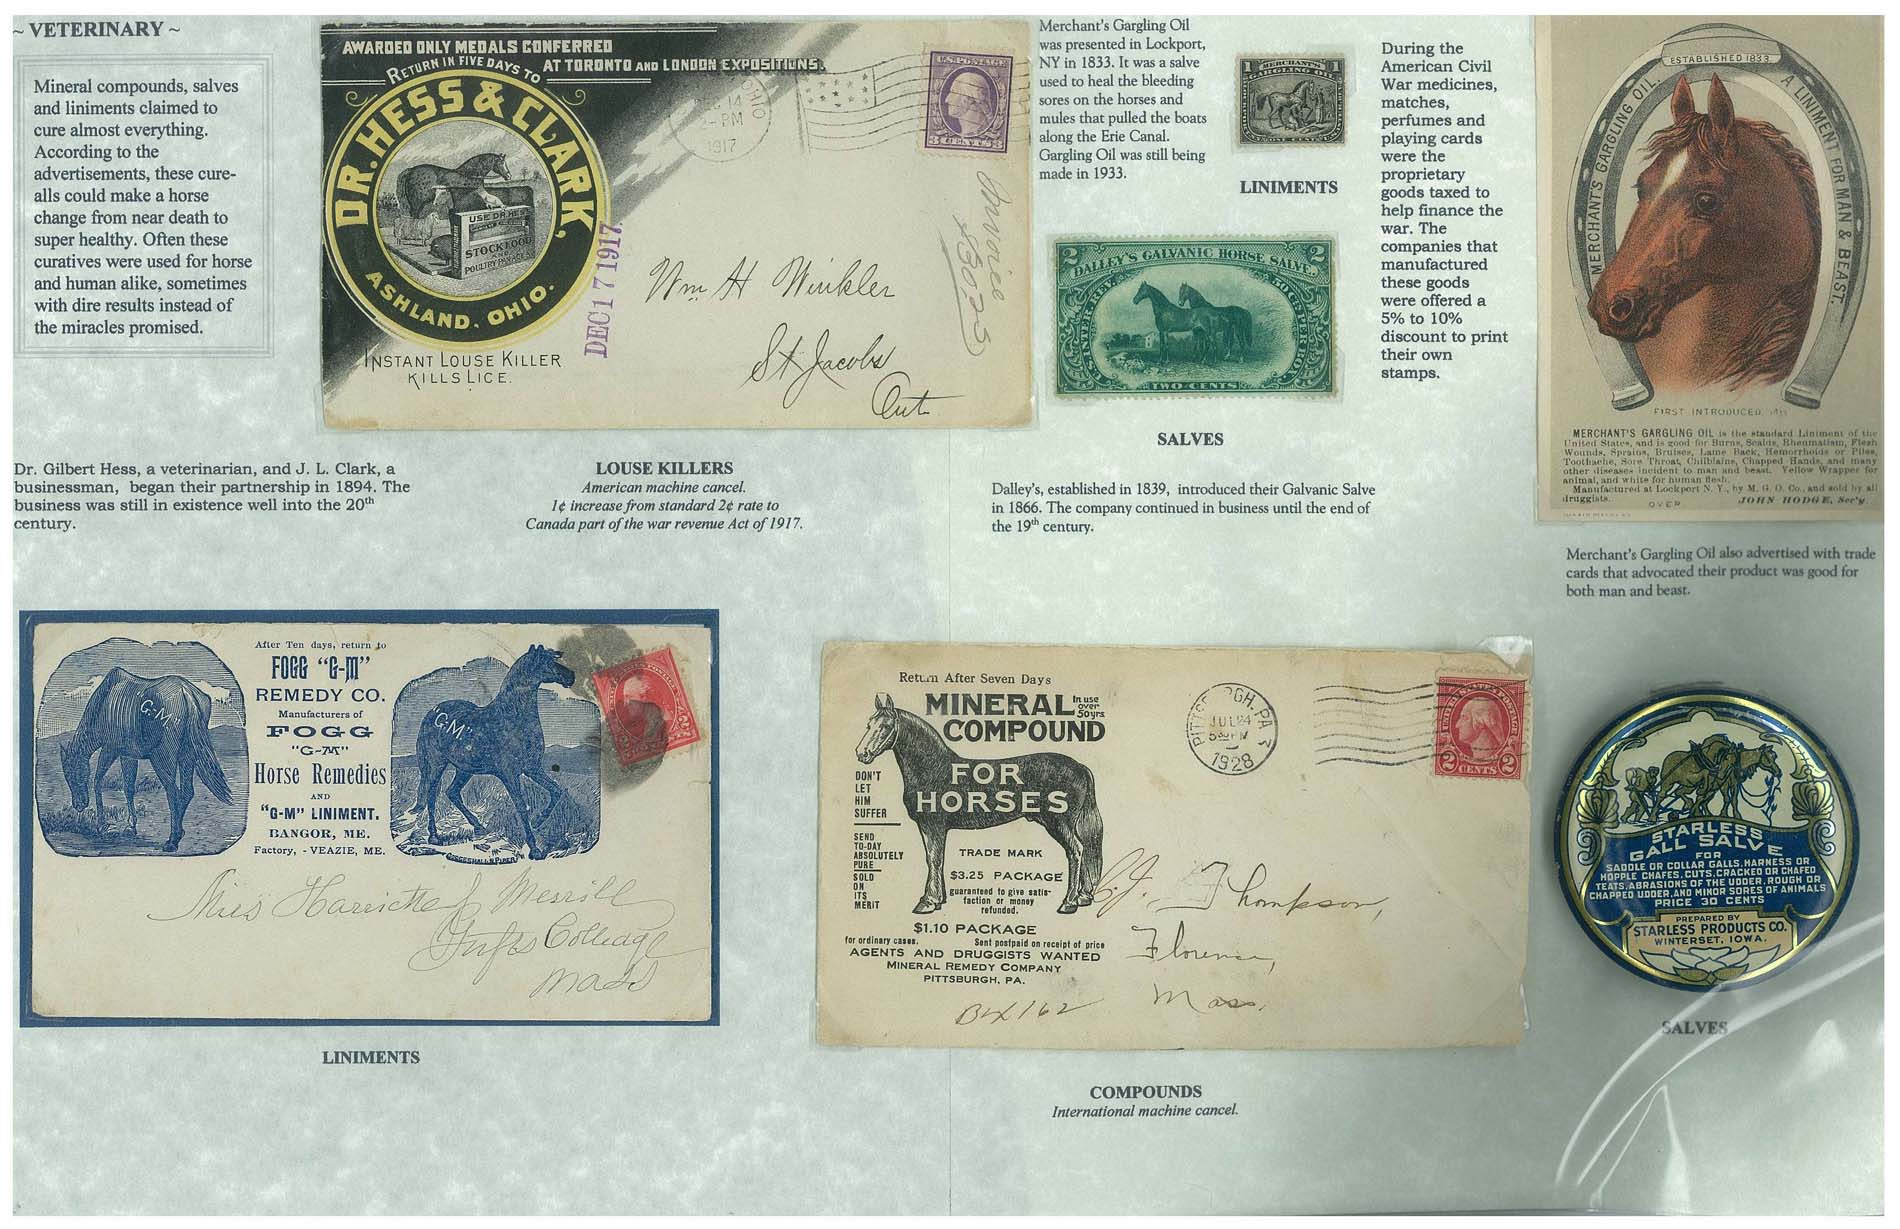 ~ VETERINARY ~
Mineral compounds, salves
and liniments claimed to
cure almost everything.
According to the
advertisements, these cure-
alls could make a horse
change from near death to
super healthy. Often these
curatives were used for horse
and human alike, sometimes
with dire results instead of
the miracles promised.
AWARDED ONLY MEDALS CONFERRED
AT TORONTO AND LONDON EXPOSITIONS.
RETURN IN FIVE DAYS TO
DR. HESS & CLARK,
ASHLAND, OHIO.
USE DR. HESS
STOCK FOOD
AND
POULTRY PANACEA
INSTANT LOUSE KILLER
KILLS LICE.
DEC 17 1917
OHIO
DEC 14
PM
1917
U.S. POSTAGE
3 CENTS 3
Wm H Winkler
St. Jacobs
Ont.
Invoice
Dr. Gilbert Hess, a veterinarian, and J. L. Clark, a
businessman, began their partnership in 1894. The
business was still in existence well into the 20th
century.
LOUSE KILLERS
American machine cancel.
1¢ increase from standard 2¢ rate to
Canada part of the war revenue Act of 1917.
Merchant's Gargling Oil
was presented in Lockport,
NY in 1833. It was a salve
used to heal the bleeding
sores on the horses and
mules that pulled the boats
along the Erie Canal.
Gargling Oil was still being
made in 1933.
1 MERCHANT'S 1
GARGLING OIL
ONE CENT
LINIMENTS
2 2
DALLEY'S GALVANIC HORSE SALVE.
U.S. INTER. REV.
TWO CENTS
SALVES
Dalley's, established in 1839, introduced their Galvanic Salve
in 1866. The company continued in business until the end of
the 19th century.
During the
American Civil
War medicines,
matches,
perfumes and
playing cards
were the
proprietary
goods taxed to
help finance the
war. The
companies that
manufactured
these goods
were offered a
5% to 10%
discount to print
their own
stamps.
ESTABLISHED 1833.
MERCHANT'S GARGLING OIL
A LINIMENT FOR MAN & BEAST.
FIRST INTRODUCED
MERCHANT'S GARGLING OIL is the standard Liniment of the
United States, and is good for Burns, Scalds, Rheumatism, Flesh
Wounds, Sprains, Bruises, Lame Back, Hemorrhoids or Piles,
Toothache, Sore Throat, Chilblains, Chapped Hands, and many
other diseases incident to man and beast. Yellow Wrapper for
animal, and white for human flesh.
Manufactured at Lockport N. Y., by M. G. O. Co., and sold by all
druggists. JOHN HODGE, Sec'y.
OVER
Merchant's Gargling Oil also advertised with trade
cards that advocated their product was good for
both man and beast.
After Ten days, return to
FOGG "G-M"
REMEDY CO.
Manufacturers of
FOGG
"G-M"
Horse Remedies
AND
"G-M" LINIMENT.
BANGOR, ME.
Factory, - VEAZIE, ME.
"G-M"
"G-M"
Miss Harriette J Merrill
Tufts College
Mass
LINIMENTS
Return After Seven Days
MINERAL
In use
over
50 yrs
COMPOUND
FOR
HORSES
DON'T
LET
HIM
SUFFER
SEND
TO-DAY
ABSOLUTELY
PURE
SOLD
ON
ITS
MERIT
TRADE MARK
$3.25 PACKAGE
guaranteed to give satis-
faction or money
refunded.
$1.10 PACKAGE
for ordinary cases. Sent postpaid on receipt of price
AGENTS AND DRUGGISTS WANTED
MINERAL REMEDY COMPANY
PITTSBURGH, PA.
PITTSBURGH, PA.
JUL 24
PM
1928
UNITED STATES POSTAGE
2 CENTS 2
C. J. Thompson,
Florence,
Mass.
Box 162
COMPOUNDS
International machine cancel.
STARLESS
GALL SALVE
FOR
SADDLE OR COLLAR GALLS, HARNESS OR
HOPPLE CHAFES, CUTS, CRACKED OR CHAFED
TEATS, ABRASIONS OF THE UDDER, ROUGH OR
CHAPPED UDDER, AND MINOR SORES OF ANIMALS
PRICE 30 CENTS
PREPARED BY
STARLESS PRODUCTS CO.
WINTERSET, IOWA.
SALVES